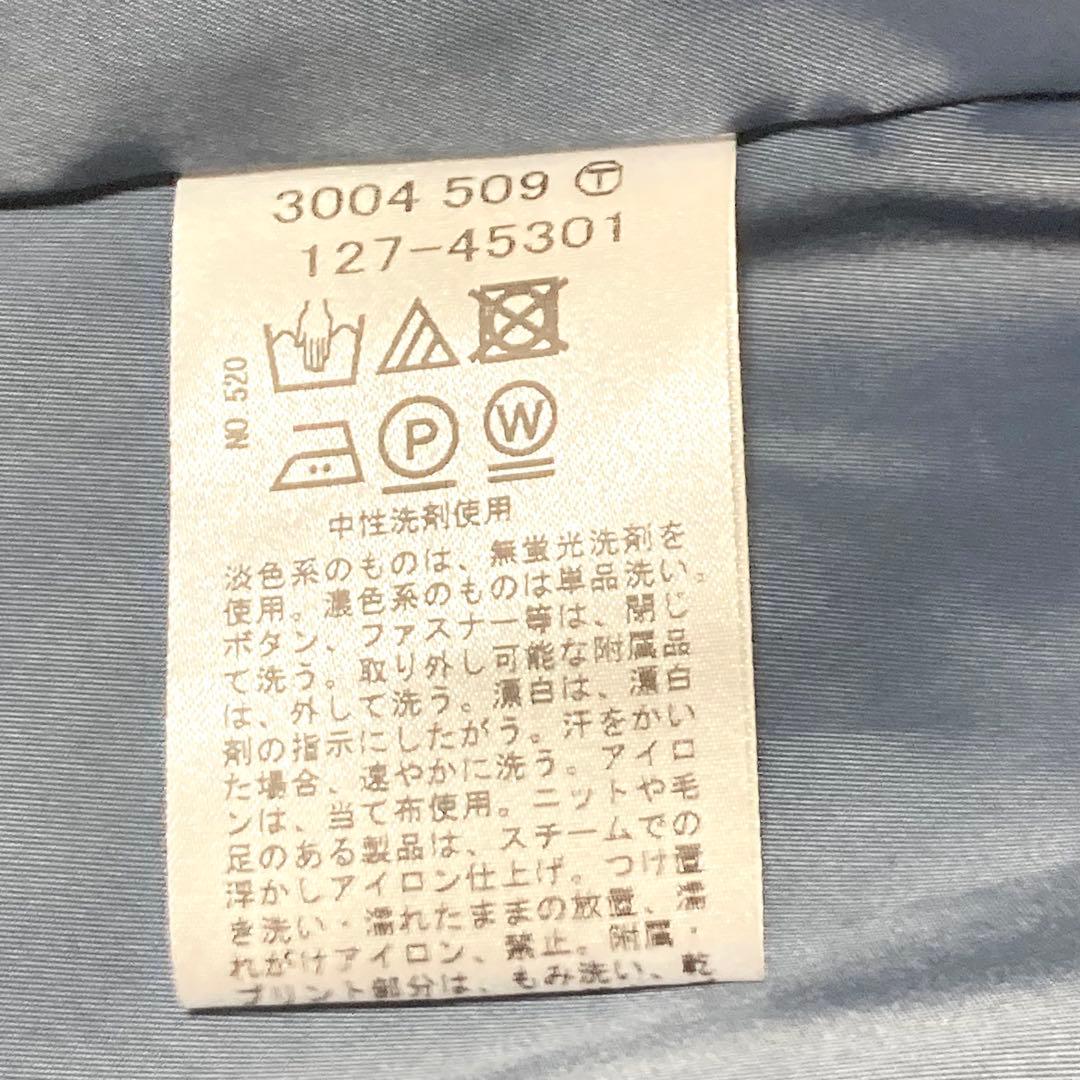 3004 509 Ⓣ
127-45301
NO 520
P
W
中性洗剤使用
淡色系のものは、無蛍光洗剤を
使用。濃色系のものは単品洗い。
ボタン、ファスナー等は、閉じ
て洗う。取り外し可能な附属品
は、外して洗う。漂白は、漂白
剤の指示にしたがう。汗をかい
た場合、速やかに洗う。アイロ
ンは、当て布使用。ニットや毛
足のある製品は、スチームでの
浮かしアイロン仕上げ。つけ置
き洗い・濡れたままの放置、濡
れがけアイロン、禁止。附属・
プリント部分は、もみ洗い、乾